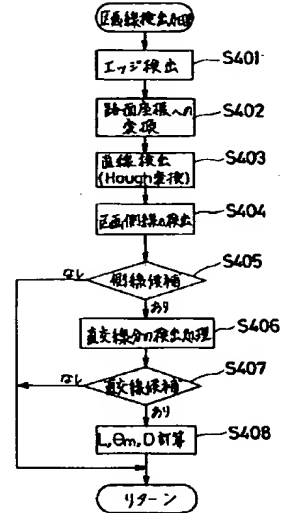 区画線検出処理
エッジ検出
S401
路面座標への
変換
S402
直線検出
(Hough変換)
S403
区画側線の検出
S404
側線候補
S405
なし
あり
直交線分の検出処理
S406
直交線候補
S407
なし
あり
L,Θm,D計算
S408
リターン